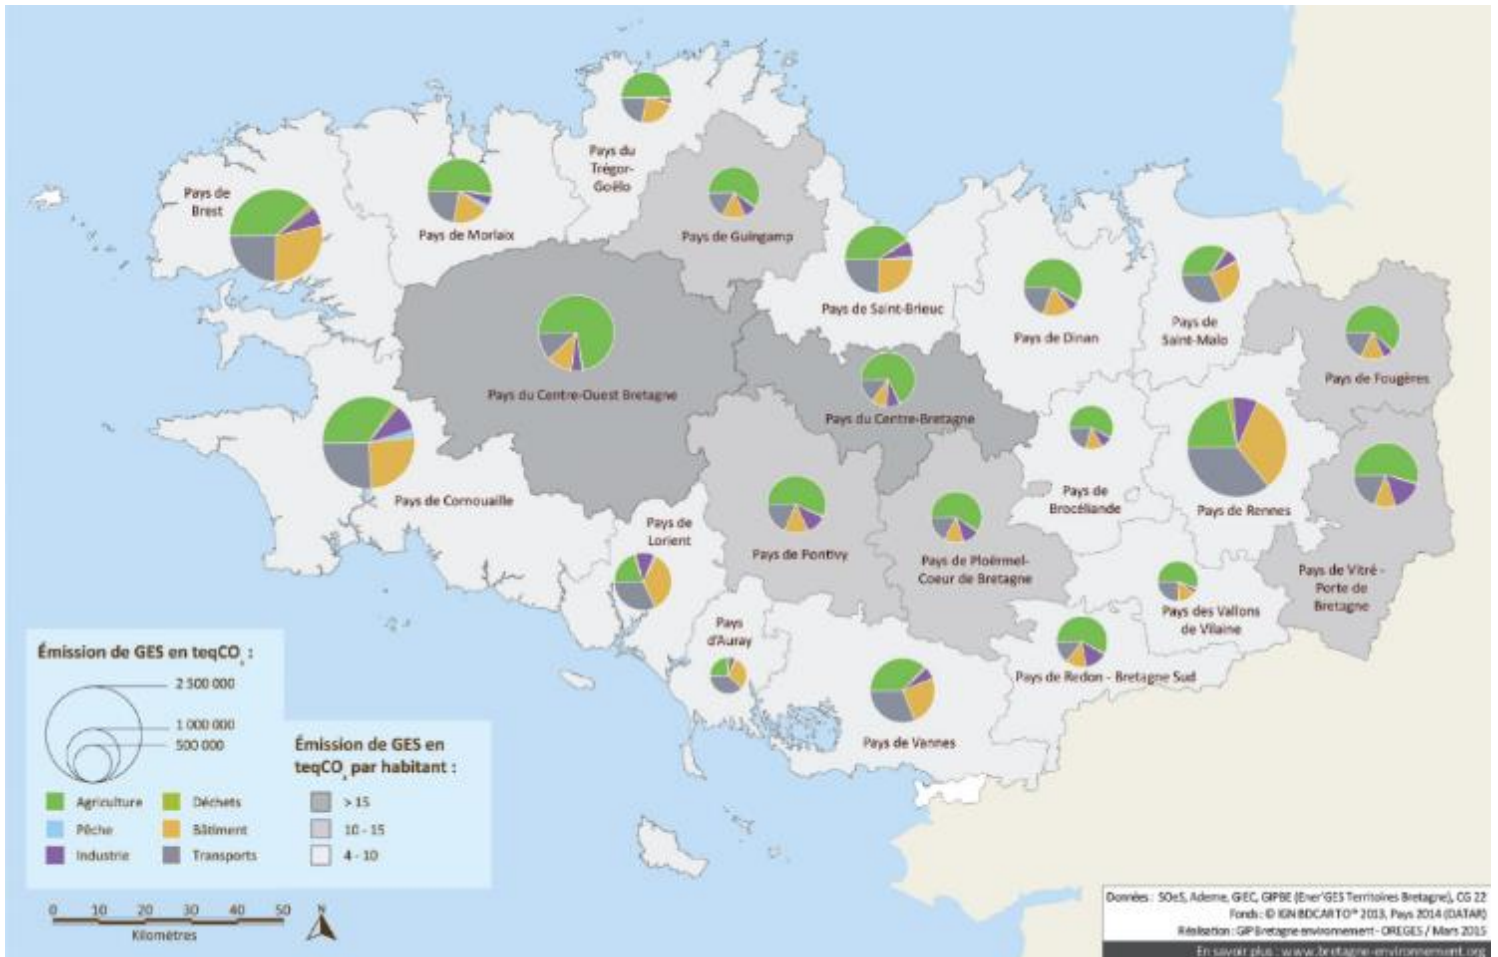 Pays du
Trégor-
Goëlo
Pays de
Brest
Pays de Morlaix
Pays de Guingamp
Pays de Saint-Brieuc
Pays de Dinan
Pays de
Saint-Malo
Pays de Fougères
Pays du Centre-Ouest Bretagne
Pays du Centre-Bretagne
Pays de Cornouaille
Pays de
Lorient
Pays de Pontivy
Pays de Ploërmel-
Coeur de Bretagne
Pays de
Brocéliande
Pays de Rennes
Pays de Vitré -
Porte de
Bretagne
Pays des Vallons
de Vilaine
Pays
d'Auray
Pays de Redon - Bretagne Sud
Pays de Vannes
Émission de GES en teqCO₂ :
2 500 000
1 000 000
500 000
Agriculture
Déchets
Pêche
Bâtiment
Industrie
Transports
Émission de GES en
teqCO₂ par habitant :
> 15
10 - 15
4 - 10
0 10 20 30 40 50
Kilomètres
N
Données : SOeS, Ademe, GIEC, GIPBE (Ener'GES Territoires Bretagne), CG 22
Fonds : © IGN BDCARTO® 2013, Pays 2014 (DATAR)
Réalisation : GIP Bretagne environnement - OREGES / Mars 2015
En savoir plus : www.bretagne-environnement.org